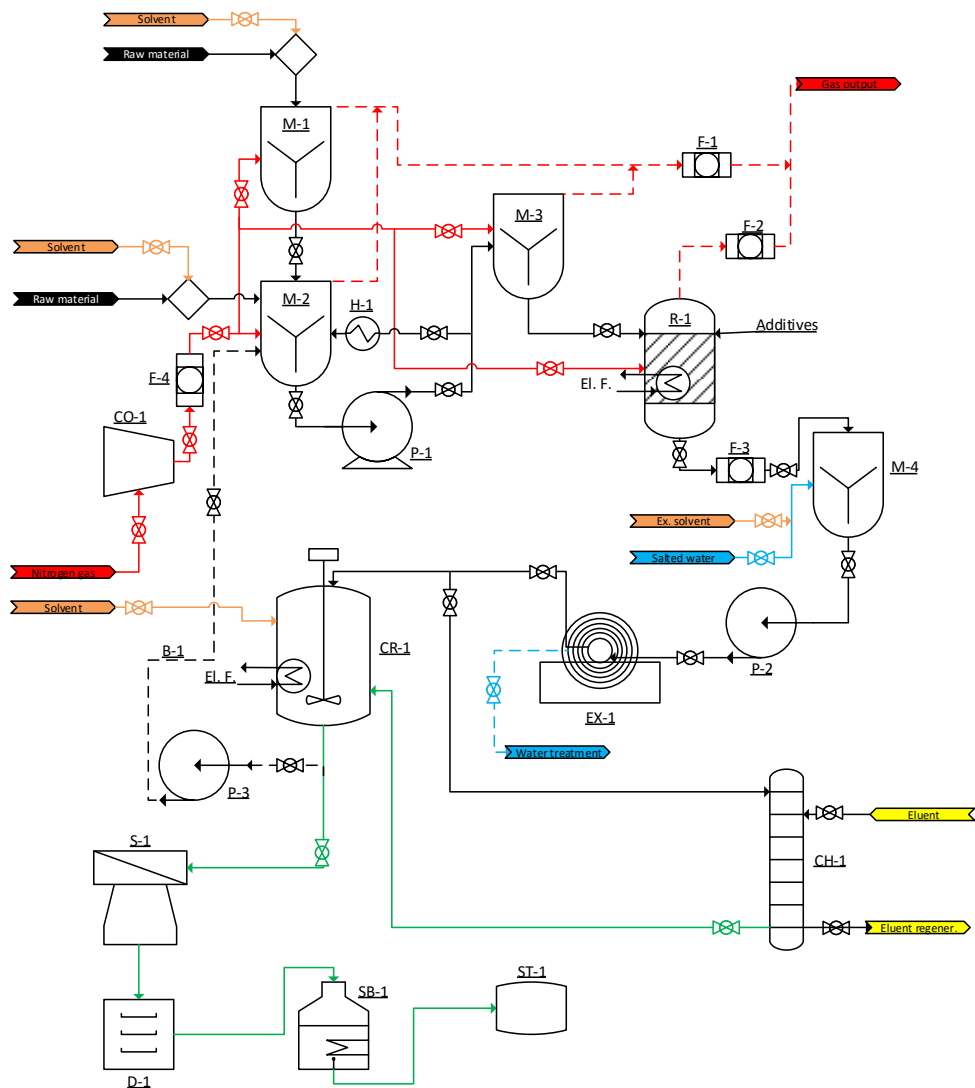 Solvent
Raw material
M-1
Gas output
F-1
M-3
F-2
Solvent
Raw material
M-2
H-1
R-1
Additives
F-4
El. F.
CO-1
P-1
F-3
M-4
Ex. solvent
Salted water
Nitrogen gas
Solvent
B-1
CR-1
El. F.
P-2
EX-1
Water treatment
P-3
Eluent
S-1
CH-1
Eluent regener.
ST-1
SB-1
D-1